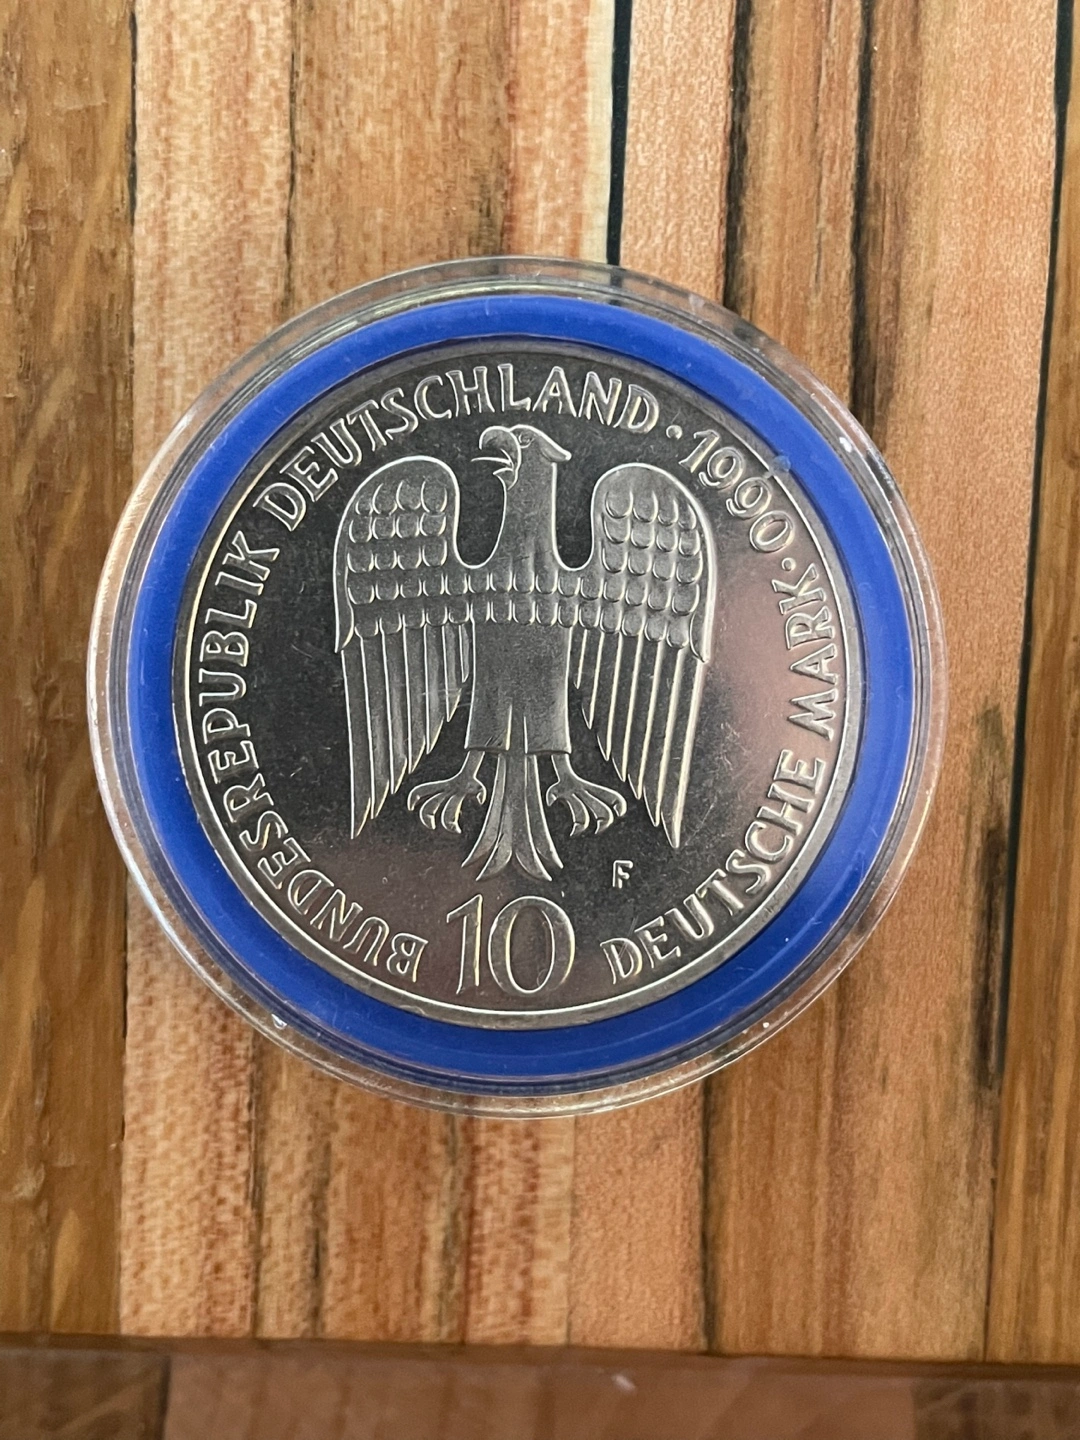 BUNDESREPUBLIK DEUTSCHLAND · 1990 ·
10 DEUTSCHE MARK
F